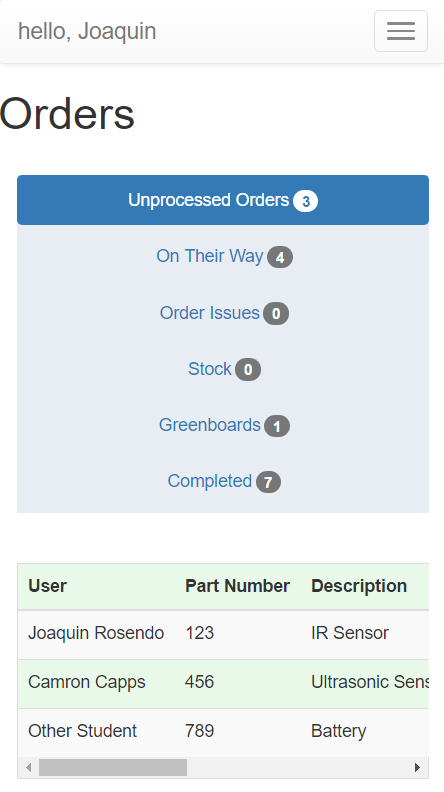 hello, Joaquin
Orders
Unprocessed Orders 3
On Their Way 4
Order Issues 0
Stock 0
Greenboards 1
Completed 7
User Part Number Description
Joaquin Rosendo 123 IR Sensor
Camron Capps 456 Ultrasonic Sens
Other Student 789 Battery